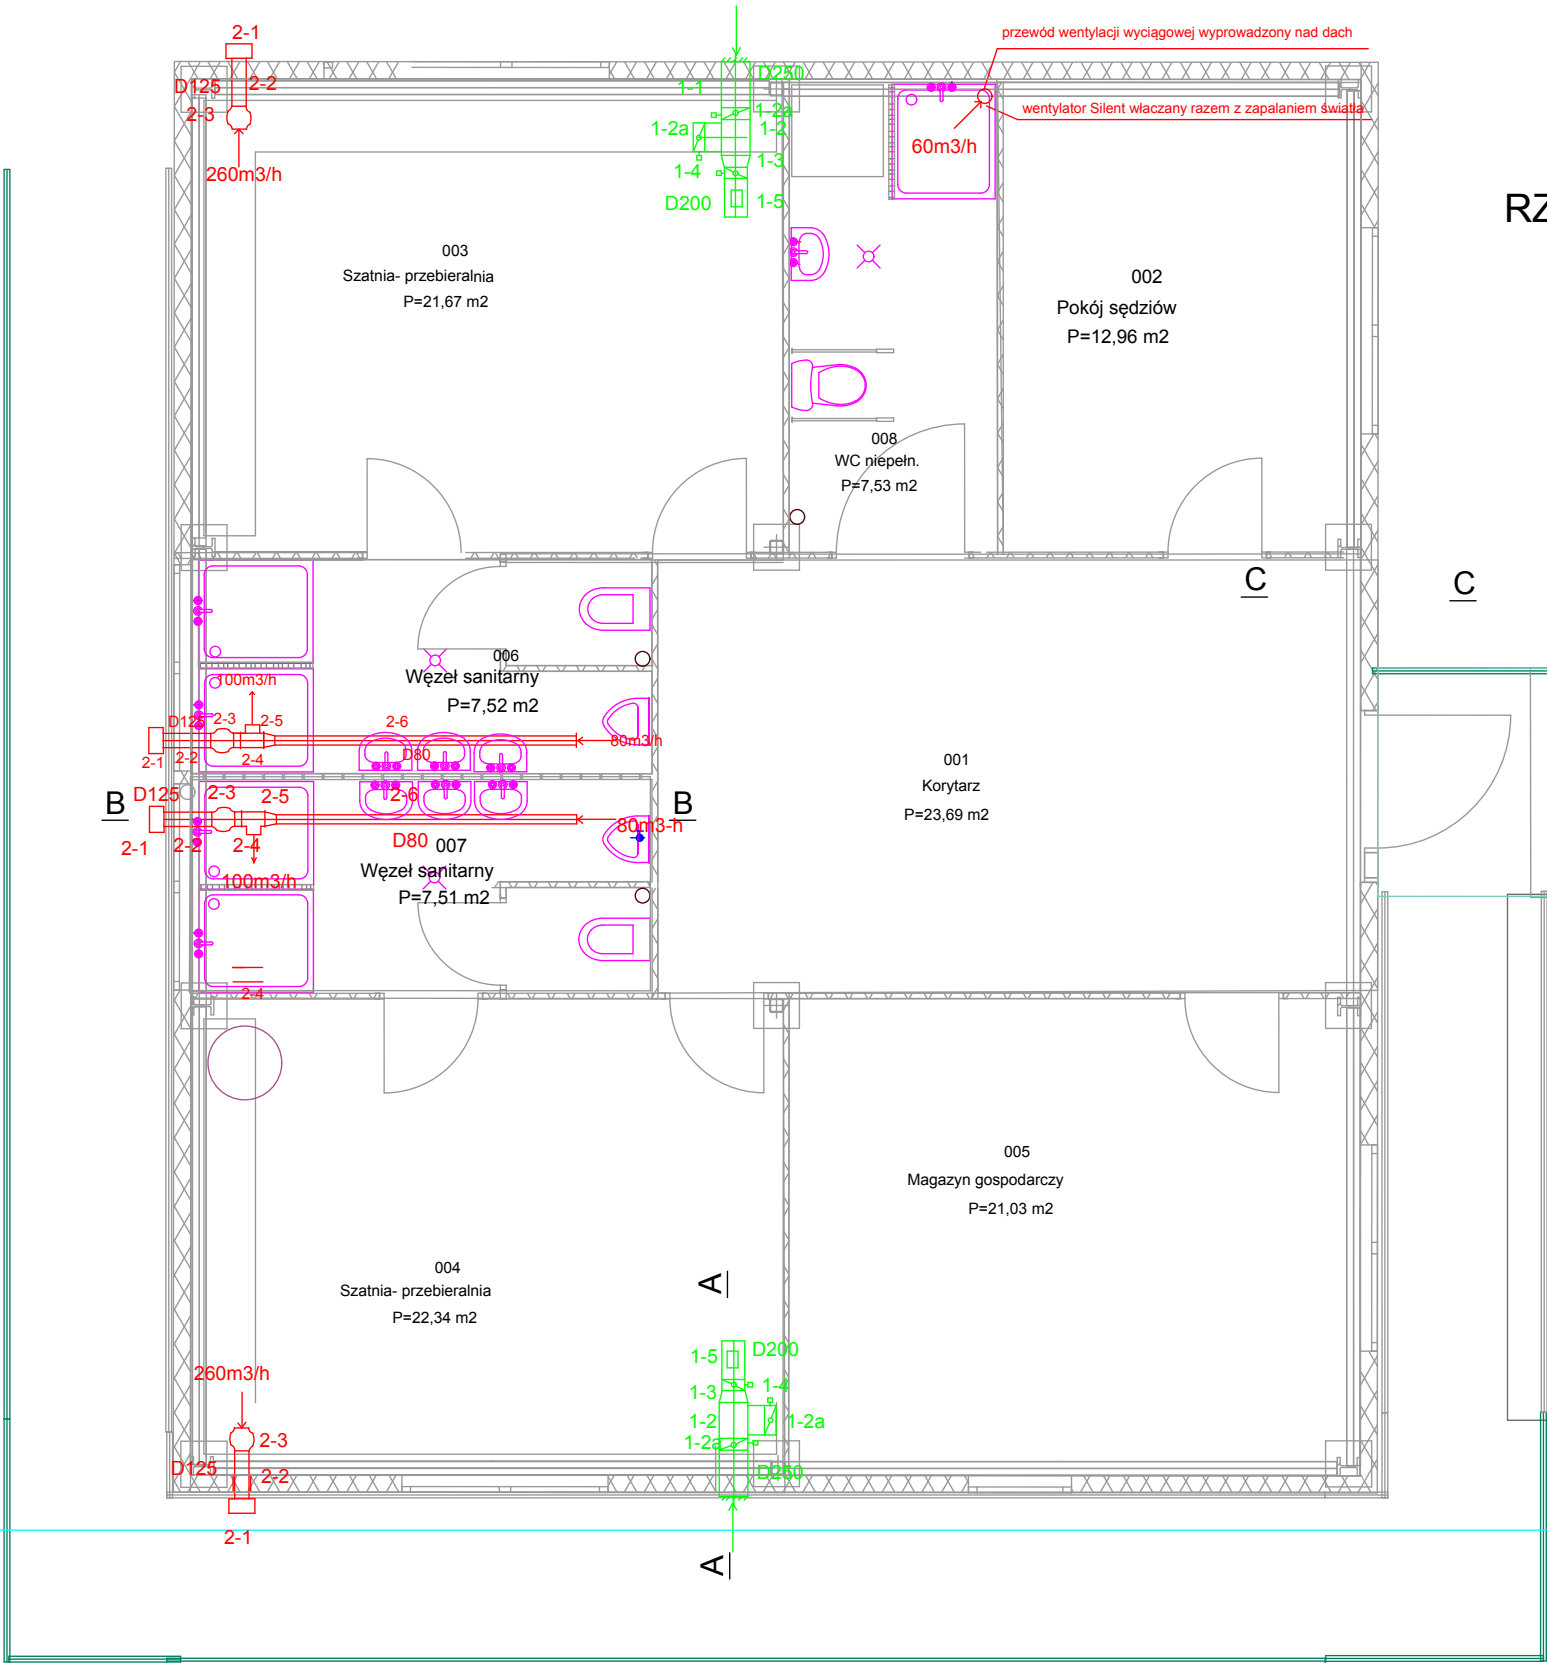 2-1
D125
2-2
2-3
260m3/h
1-1
D250
1-2a
1-2a
1-2
1-3
1-4
D200
1-5
przewód wentylacji wyciągowej wyprowadzony nad dach
wentylator Silent właczany razem z zapalaniem światła
60m3/h
RZ
003
Szatnia- przebieralnia
P=21,67 m2
002
Pokój sędziów
P=12,96 m2
008
WC niepełn.
P=7,53 m2
C
C
006
Węzeł sanitarny
P=7,52 m2
100m3/h
D125
2-3
2-5
2-6
2-1
2-2
2-4
D80
80m3/h
001
Korytarz
P=23,69 m2
B
D125
2-3
2-5
2-6
B
2-1
2-2
2-4
D80
80m3-h
007
Węzeł sanitarny
P=7,51 m2
100m3/h
2-4
005
Magazyn gospodarczy
P=21,03 m2
004
Szatnia- przebieralnia
P=22,34 m2
A
260m3/h
2-3
D125
2-2
2-1
1-5
D200
1-3
1-4
1-2
1-2a
1-2a
D250
A